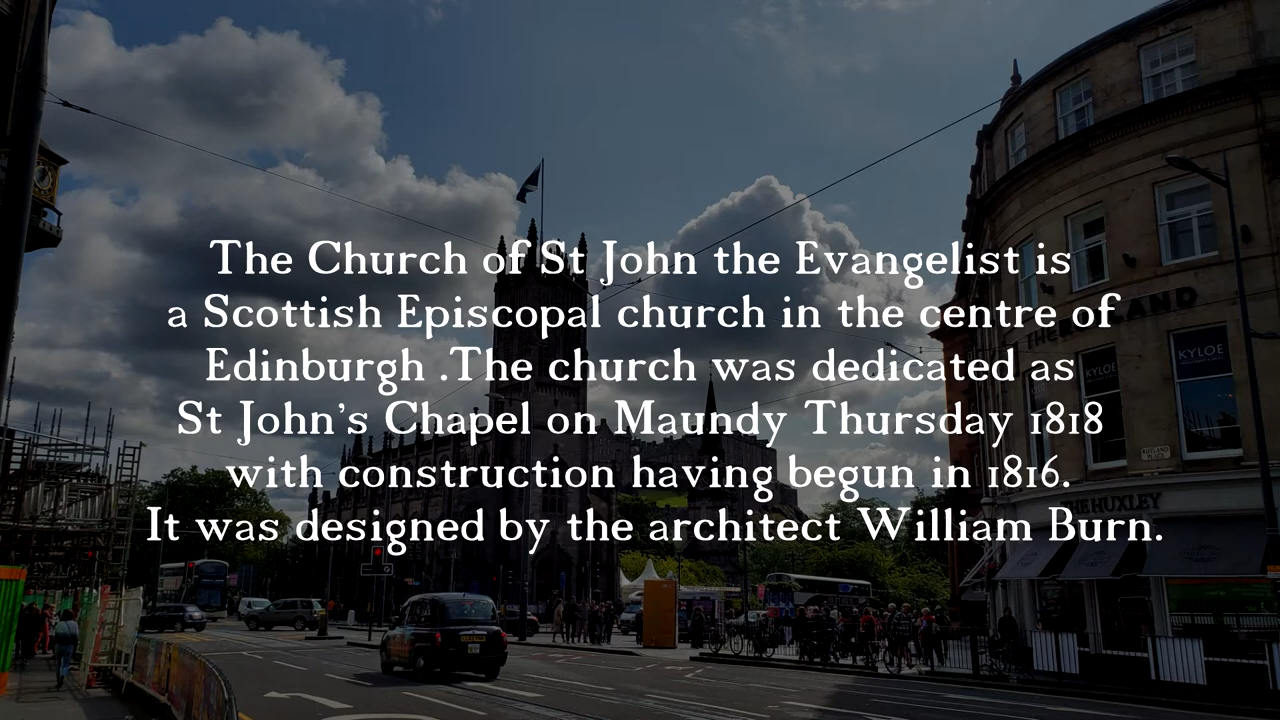 The Church of St John the Evangelist is
a Scottish Episcopal church in the centre of
Edinburgh .The church was dedicated as
St John's Chapel on Maundy Thursday 1818
with construction having begun in 1816.
It was designed by the architect William Burn.
KYLOE
KYLOE
THE HUXLEY